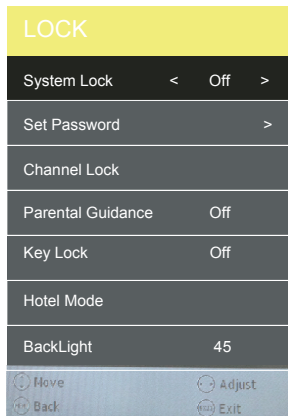 LOCK
System Lock < Off >
Set Password >
Channel Lock
Parental Guidance Off
Key Lock Off
Hotel Mode
BackLight 45
Move Adjust
Back Exit